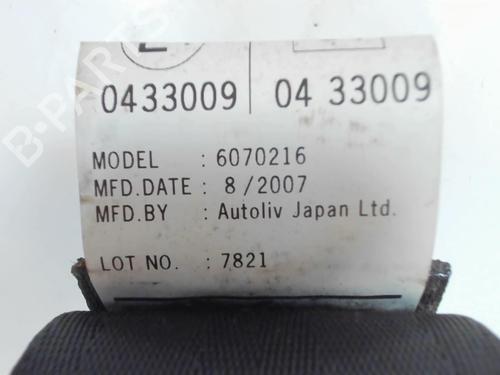 0433009 04 33009
MODEL : 6070216
MFD.DATE : 8/2007
MFD.BY : Autoliv Japan Ltd.
LOT NO. : 7821
B-PARTS